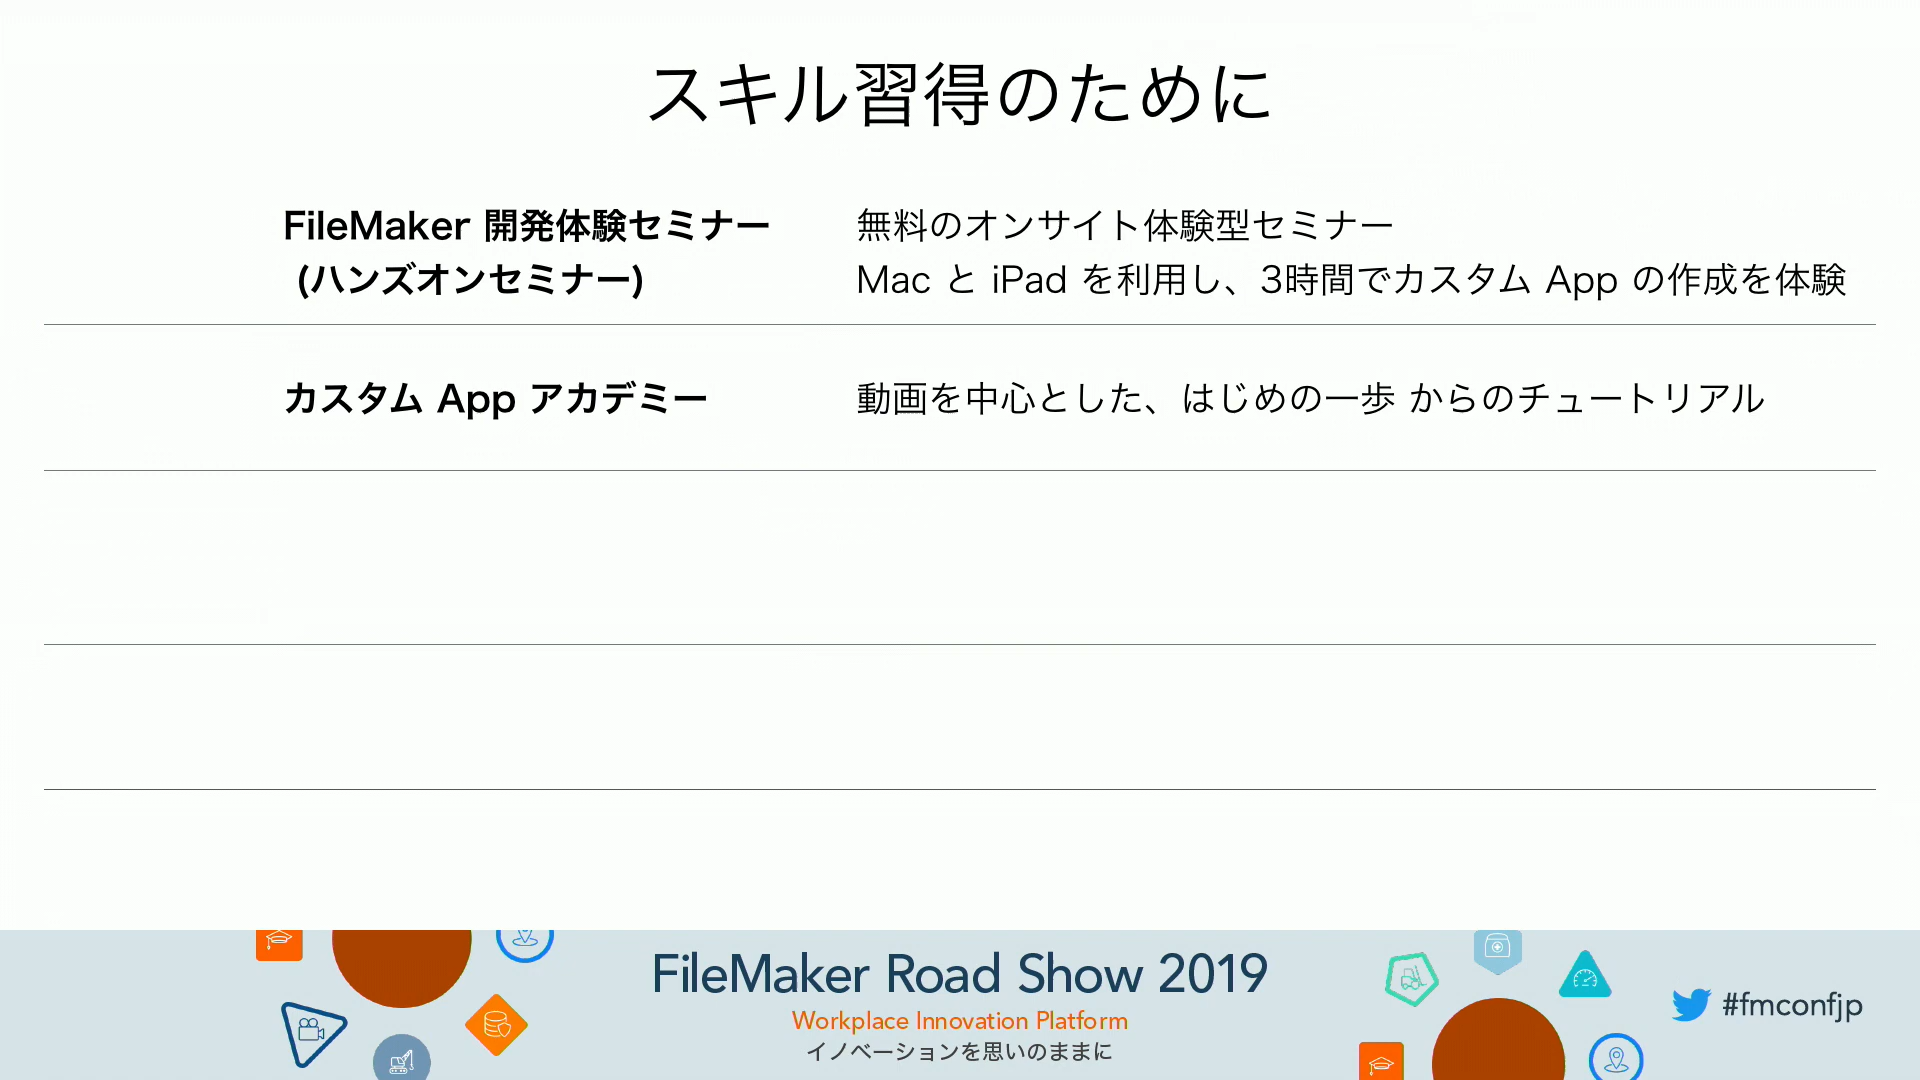 スキル習得のために
FileMaker 開発体験セミナー
(ハンズオンセミナー)
無料のオンサイト体験型セミナー
Mac と iPad を利用し、3時間でカスタム App の作成を体験
カスタム App アカデミー
動画を中心とした、はじめの一歩 からのチュートリアル
FileMaker Road Show 2019
Workplace Innovation Platform
イノベーションを思いのままに
#fmconfjp